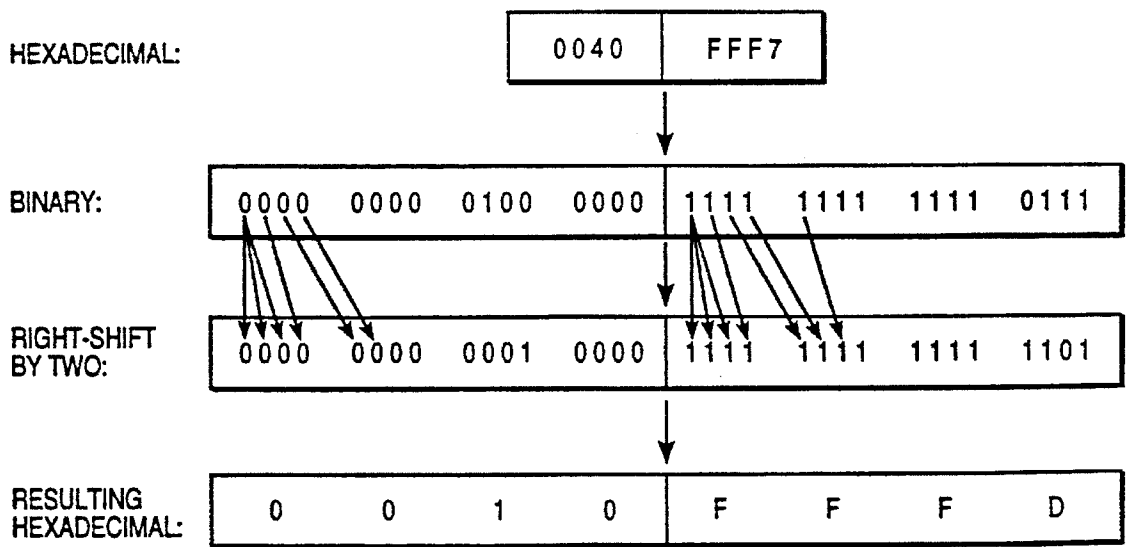 HEXADECIMAL: 0040 FFF7
BINARY: 0000 0000 0100 0000 1111 1111 1111 0111
RIGHT-SHIFT
BY TWO: 0000 0000 0001 0000 1111 1111 1111 1101
RESULTING
HEXADECIMAL: 0 0 1 0 F F F D